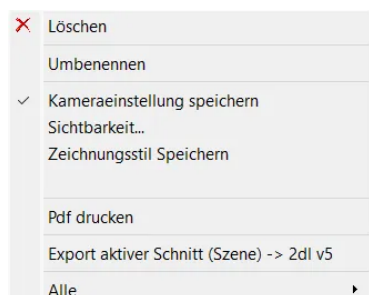 Löschen
Umbenennen
Kameraeinstellung speichern
Sichtbarkeit...
Zeichnungsstil Speichern
Pdf drucken
Export aktiver Schnitt (Szene) -> 2dl v5
Alle